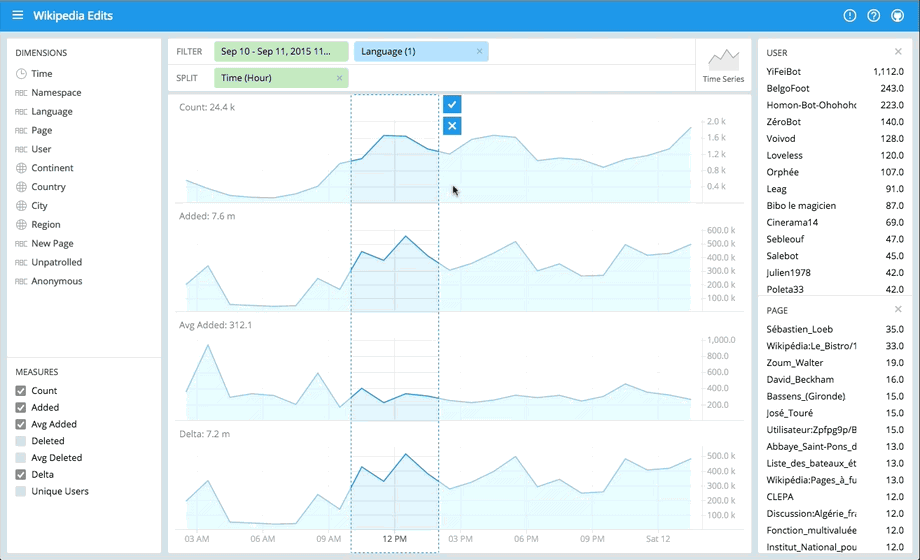 Wikipedia Edits
DIMENSIONS
Time
ABC Namespace
ABC Language
ABC Page
ABC User
Continent
Country
City
Region
ABC New Page
ABC Unpatrolled
ABC Anonymous
MEASURES
Count
Added
Avg Added
Deleted
Avg Deleted
Delta
Unique Users
FILTER Sep 10 - Sep 11, 2015 11... Language (1) ×
SPLIT Time (Hour) ×
Time Series
Count: 24.4 k
2.0 k
1.6 k
1.2 k
0.8 k
0.4 k
Added: 7.6 m
600.0 k
500.0 k
400.0 k
300.0 k
200.0 k
100.0 k
Avg Added: 312.1
1,000.0
800.0
600.0
400.0
200.0
Delta: 7.2 m
500.0 k
400.0 k
300.0 k
200.0 k
100.0 k
03 AM 06 AM 09 AM 12 PM 03 PM 06 PM 09 PM Sat 12
USER ×
YiFeiBot 1,112.0
BelgoFoot 243.0
Homon-Bot-Ohohoho 223.0
ZéroBot 140.0
Voivod 128.0
Loveless 120.0
Orphée 107.0
Leag 91.0
Bibo le magicien 87.0
Cinerama14 69.0
Sebleouf 47.0
Salebot 45.0
Julien1978 42.0
Poleta33 42.0
PAGE ×
Sébastien_Loeb 35.0
Wikipédia:Le_Bistro/1 33.0
Zoum_Walter 19.0
David_Beckham 16.0
Bassens_(Gironde) 15.0
José_Touré 15.0
Utilisateur:Zpfpg9p/B 15.0
Abbaye_Saint-Pons_d 13.0
Liste_des_bateaux_ét 13.0
Wikipédia:Pages_à_fu 13.0
CLEPA 12.0
Discussion:Algérie_fra 12.0
Fonction_multivaluée 12.0
Institut_National_pou 12.0